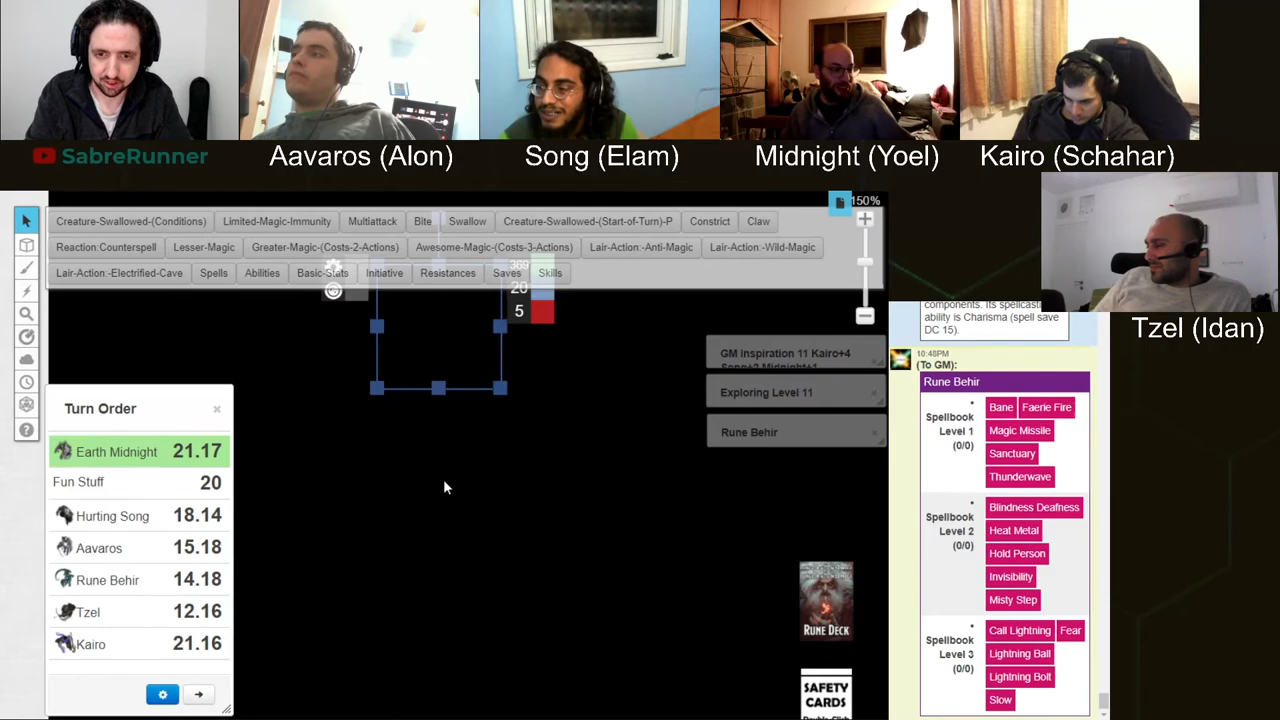 SabreRunner
Aavaros (Alon)
Song (Elam)
Midnight (Yoel)
Kairo (Schahar)
Tzel (Idan)
150%
Creature-Swallowed-(Conditions) Limited-Magic-Immunity Multiattack Bite Swallow Creature-Swallowed-(Start-of-Turn)-P Constrict Claw
Reaction:Counterspell Lesser-Magic Greater-Magic-(Costs-2-Actions) Awesome-Magic-(Costs-3-Actions) Lair-Action:-Anti-Magic Lair-Action:-Wild-Magic
Lair-Action:-Electrified-Cave Spells Abilities Basic-Stats Initiative Resistances Saves Skills
369
20
5
GM Inspiration 11 Kairo+4
Song+2 Midnight+1
Exploring Level 11
Rune Behir
Turn Order
Earth Midnight 21.17
Fun Stuff 20
Hurting Song 18.14
Aavaros 15.18
Rune Behir 14.18
Tzel 12.16
Kairo 21.16
RUNE DECK
SAFETY
CARDS
components. Its spellcasting
ability is Charisma (spell save
DC 15).
10:48PM
(To GM):
Rune Behir
Spellbook
Level 1
(0/0)
Bane Faerie Fire
Magic Missile
Sanctuary
Thunderwave
Spellbook
Level 2
(0/0)
Blindness Deafness
Heat Metal
Hold Person
Invisibility
Misty Step
Spellbook
Level 3
(0/0)
Call Lightning Fear
Lightning Ball
Lightning Bolt
Slow